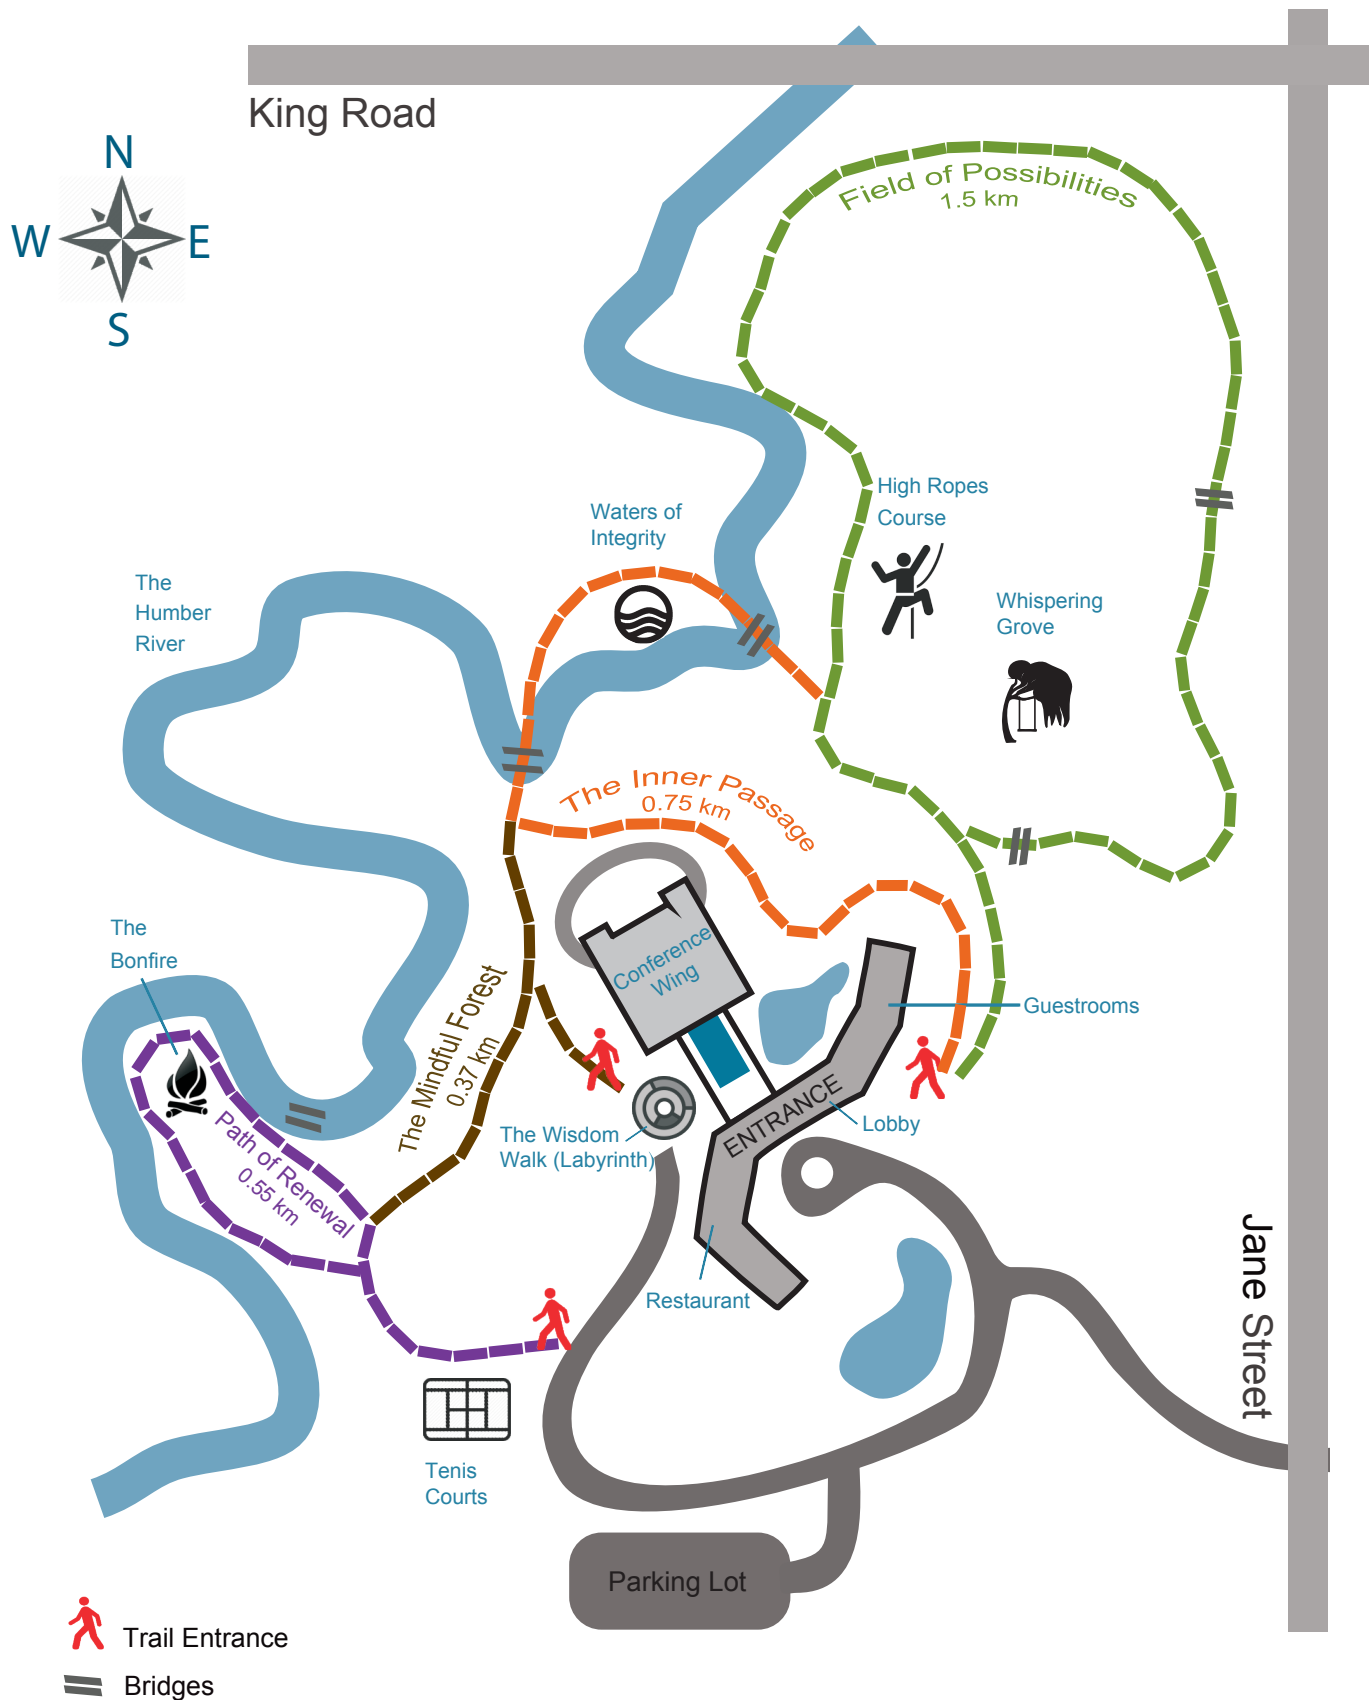 King Road
N
W
E
S
Field of Possibilities
1.5 km
High Ropes
Course
Waters of
Integrity
The
Humber
River
Whispering
Grove
The Inner Passage
0.75 km
The
Bonfire
Conference
Wing
The Mindful Forest
0.37 km
Guestrooms
ENTRANCE
Lobby
The Wisdom
Walk (Labyrinth)
Path of Renewal
0.55 km
Restaurant
Jane Street
Tenis
Courts
Parking Lot
Trail Entrance
Bridges